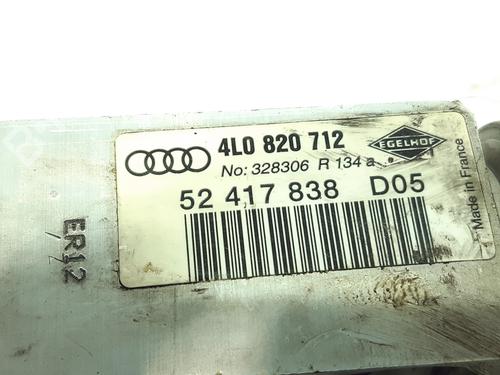 4L0 820 712
EGELHOF
No: 328306 R 134 a
52 417 838 D05
Made in France
ER12